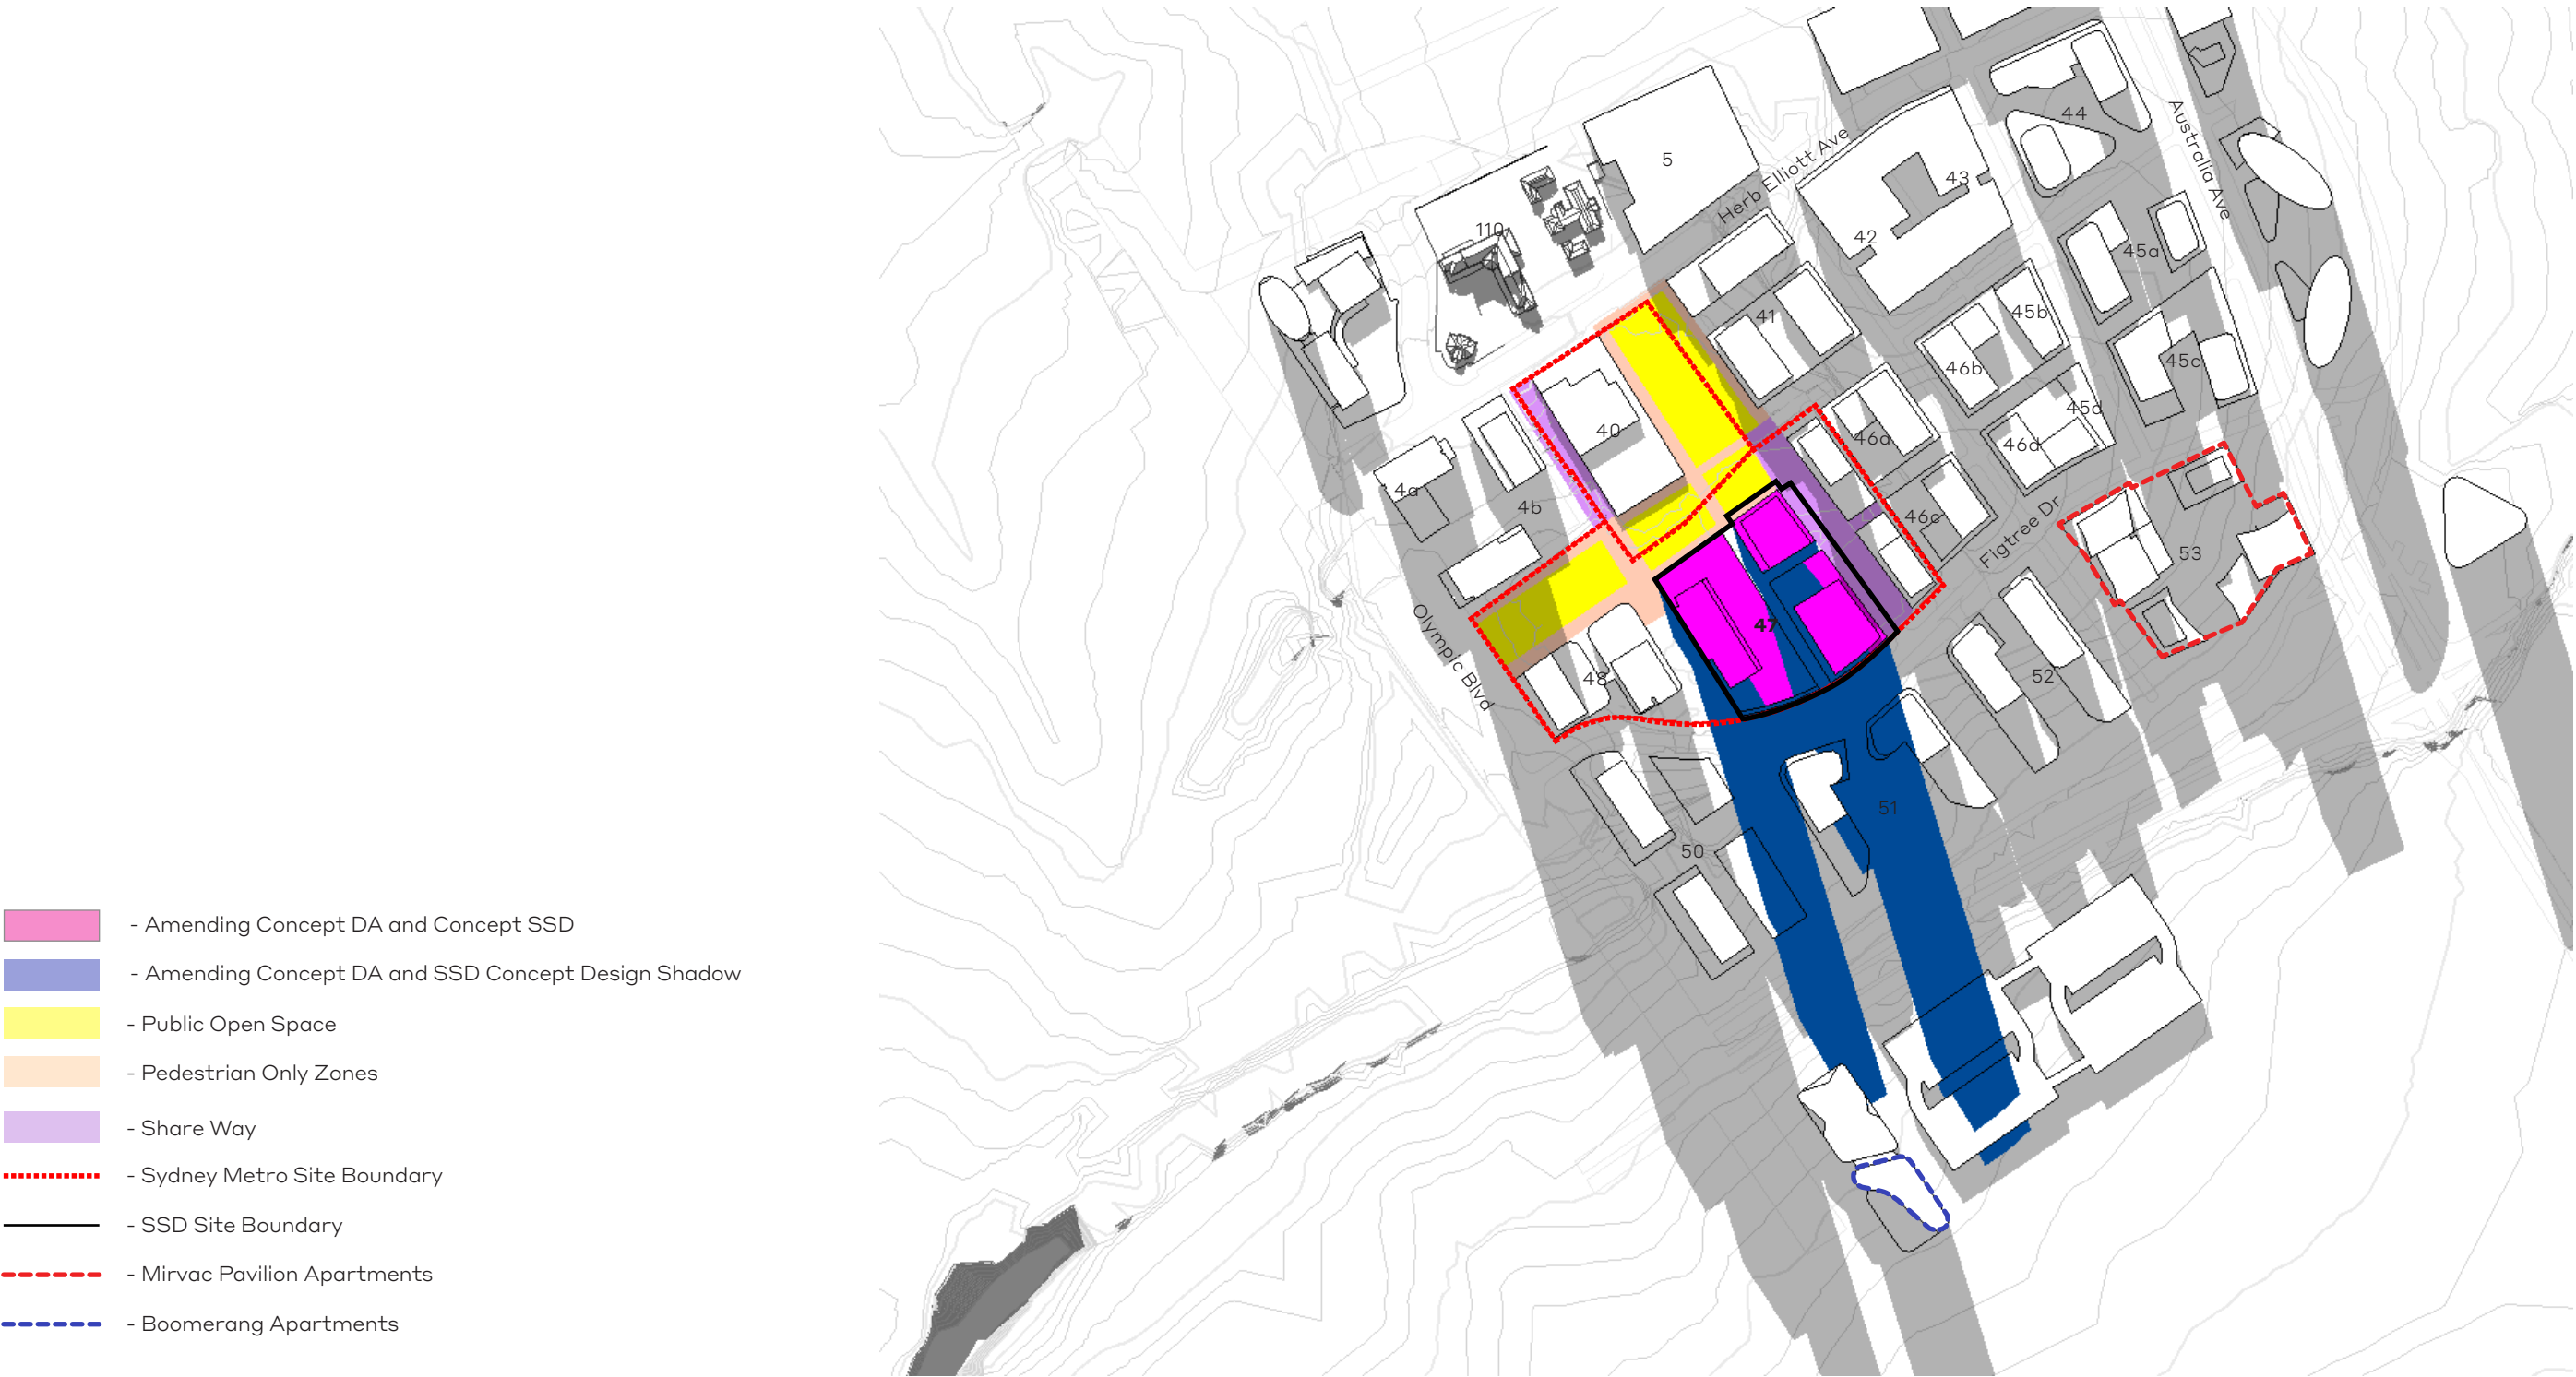 - Amending Concept DA and Concept SSD
- Amending Concept DA and SSD Concept Design Shadow
- Public Open Space
- Pedestrian Only Zones
- Share Way
- Sydney Metro Site Boundary
- SSD Site Boundary
- Mirvac Pavilion Apartments
- Boomerang Apartments
44
Australia Ave
5
Herb Elliott Ave
43
110
42
45a
41
45b
46b
45c
45d
40
46a
46d
4a
4b
46c
Figtree Dr
53
Olympic Blvd
47
48
52
51
50